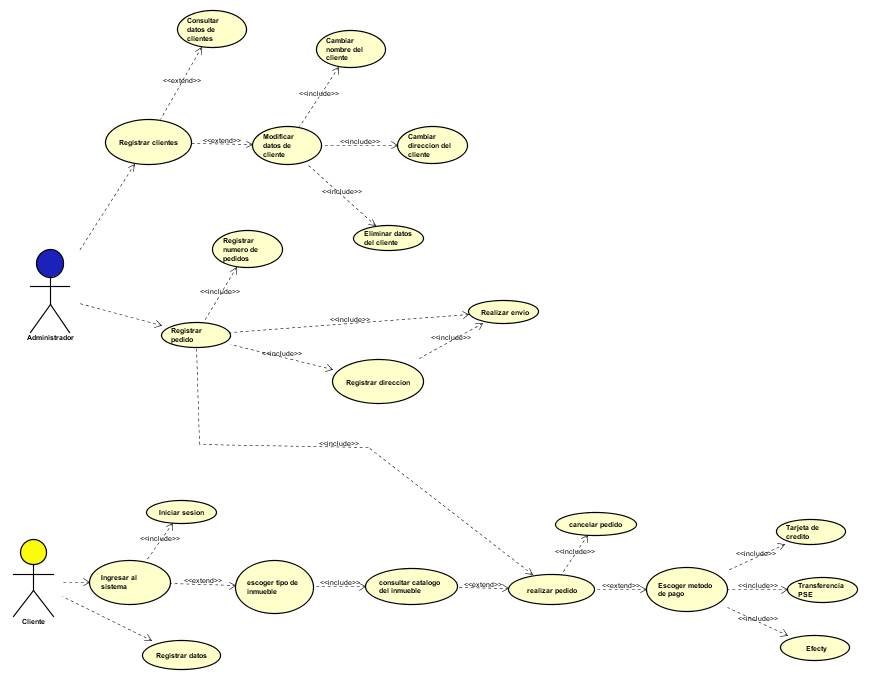 Consultar
datos de
clientes
Cambiar
nombre del
cliente
<<extend>>
<<include>>
Registrar clientes
<<extend>>
Modificar
datos de
cliente
<<include>>
Cambiar
direccion del
cliente
<<include>>
Eliminar datos
del cliente
Registrar
numero de
pedidos
<<include>>
Administrador
Registrar
pedido
<<include>>
Realizar envio
<<include>>
<<include>>
Registrar direccion
<<include>>
Iniciar sesion
<<include>>
cancelar pedido
<<include>>
Tarjeta de
credito
<<include>>
Ingresar al
sistema
<<extend>>
escoger tipo de
inmueble
<<include>>
consultar catalogo
del inmueble
<<extend>>
realizar pedido
<<extend>>
Escoger metodo
de pago
<<include>>
Transferencia
PSE
<<include>>
Cliente
Registrar datos
Efecty